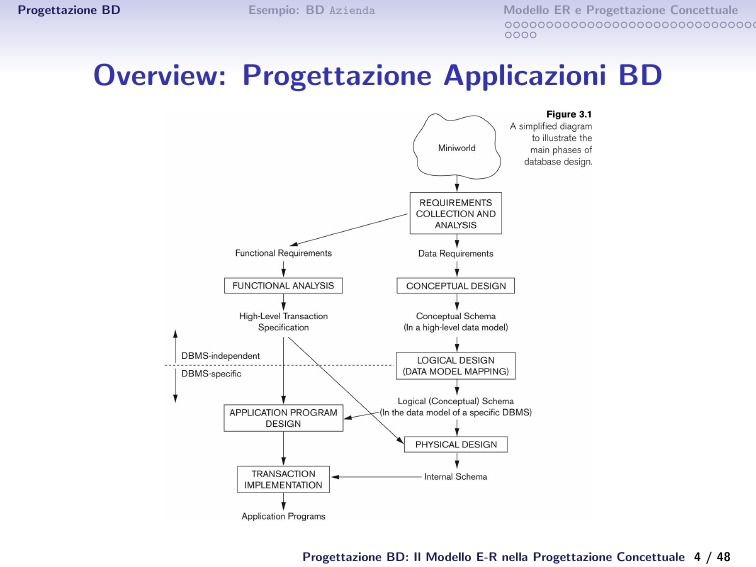 Progettazione BD
Esempio: BD Azienda
Modello ER e Progettazione Concettuale
Overview: Progettazione Applicazioni BD
Figure 3.1
A simplified diagram
to illustrate the
main phases of
database design.
Miniworld
REQUIREMENTS
COLLECTION AND
ANALYSIS
Functional Requirements
Data Requirements
FUNCTIONAL ANALYSIS
CONCEPTUAL DESIGN
High-Level Transaction
Specification
Conceptual Schema
(In a high-level data model)
DBMS-independent
DBMS-specific
LOGICAL DESIGN
(DATA MODEL MAPPING)
Logical (Conceptual) Schema
(In the data model of a specific DBMS)
APPLICATION PROGRAM
DESIGN
PHYSICAL DESIGN
TRANSACTION
IMPLEMENTATION
Internal Schema
Application Programs
Progettazione BD: Il Modello E-R nella Progettazione Concettuale 4 / 48